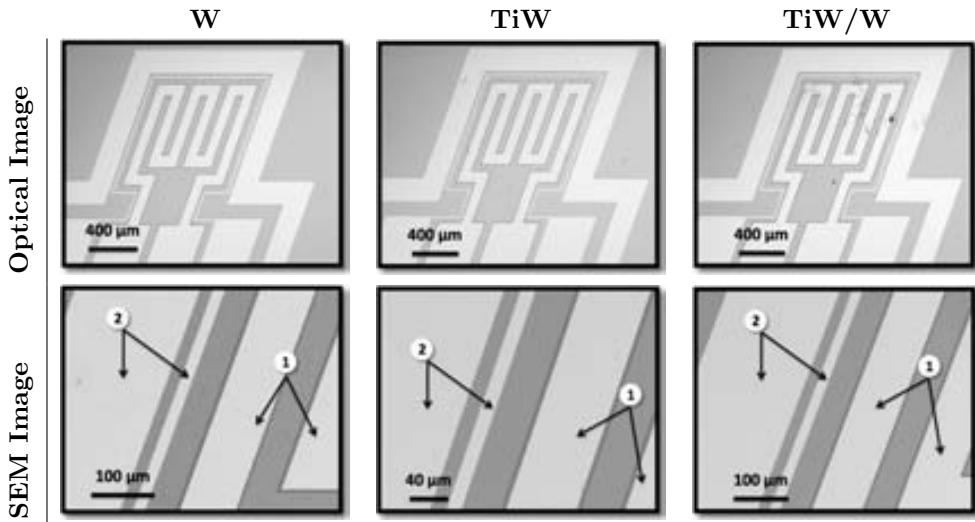 W TiW TiW/W
Optical Image
400 µm 400 µm 400 µm
SEM Image
2 2 2
1 1 1
100 µm 40 µm 100 µm